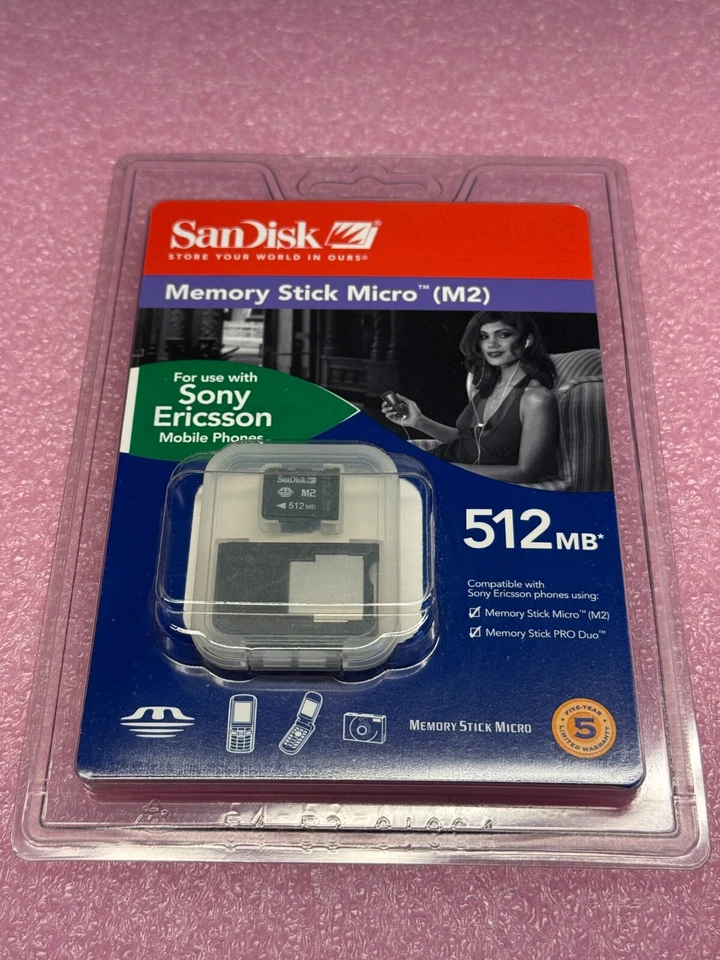 SanDisk
STORE YOUR WORLD IN OURS®
Memory Stick Micro™ (M2)
For use with
Sony
Ericsson
Mobile Phones
SanDisk
M2
512 MB
512 MB*
Compatible with
Sony Ericsson phones using:
Memory Stick Micro™ (M2)
Memory Stick PRO Duo™
MEMORY STICK MICRO
FIVE-YEAR
5
LIMITED WARRANTY